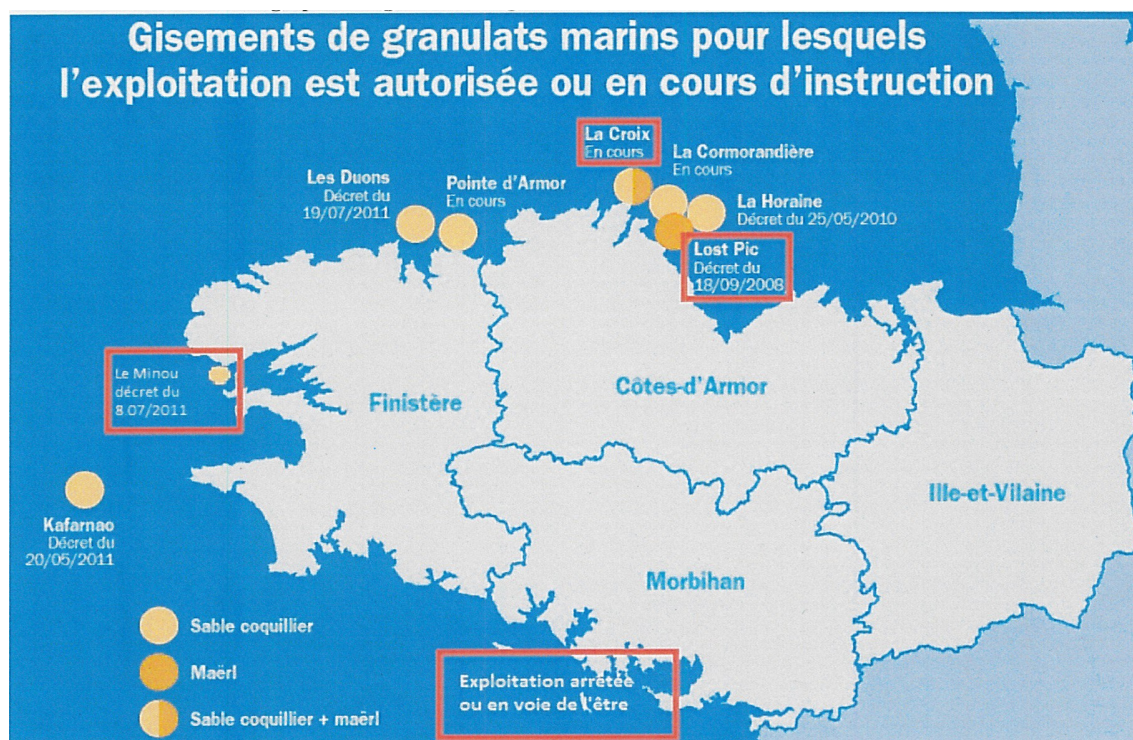 Gisements de granulats marins pour lesquels
l'exploitation est autorisée ou en cours d'instruction
La Croix
En cours
La Cormorandière
En cours
Les Duons
Décret du
19/07/2011
Pointe d'Armor
En cours
La Horaine
Décret du 25/05/2010
Lost Pic
Décret du
18/09/2008
Le Minou
décret du
8.07/2011
Finistère
Côtes-d'Armor
Ille-et-Vilaine
Kafarnao
Décret du
20/05/2011
Morbihan
Sable coquillier
Maërl
Sable coquillier + maërl
Exploitation arrêtée
ou en voie de l'être